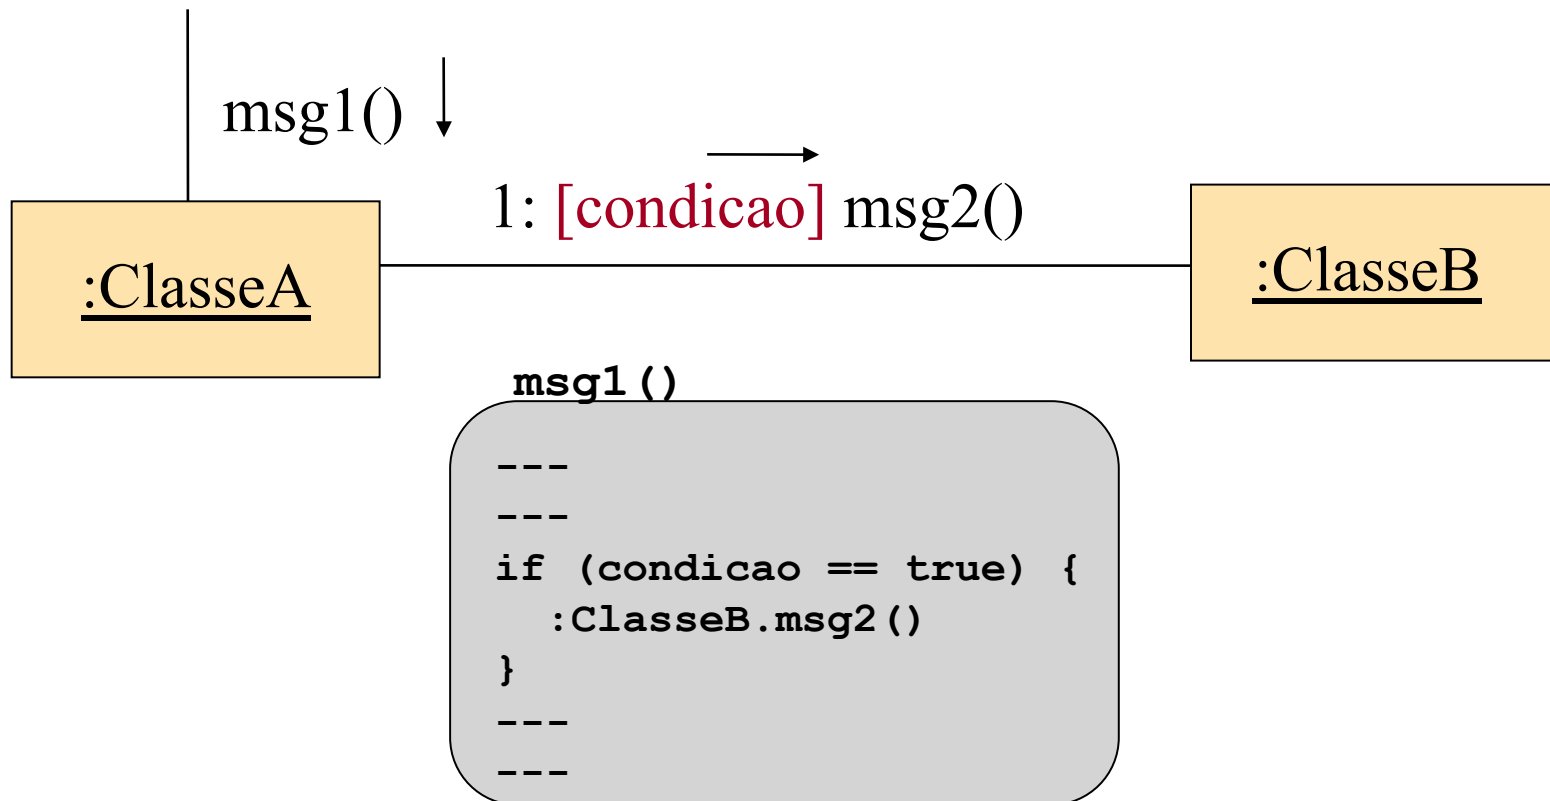 msg1()
1: [condicao] msg2()
:ClasseA
:ClasseB
msg1()
---
---
if (condicao == true) {
:ClasseB.msg2()
}
---
---